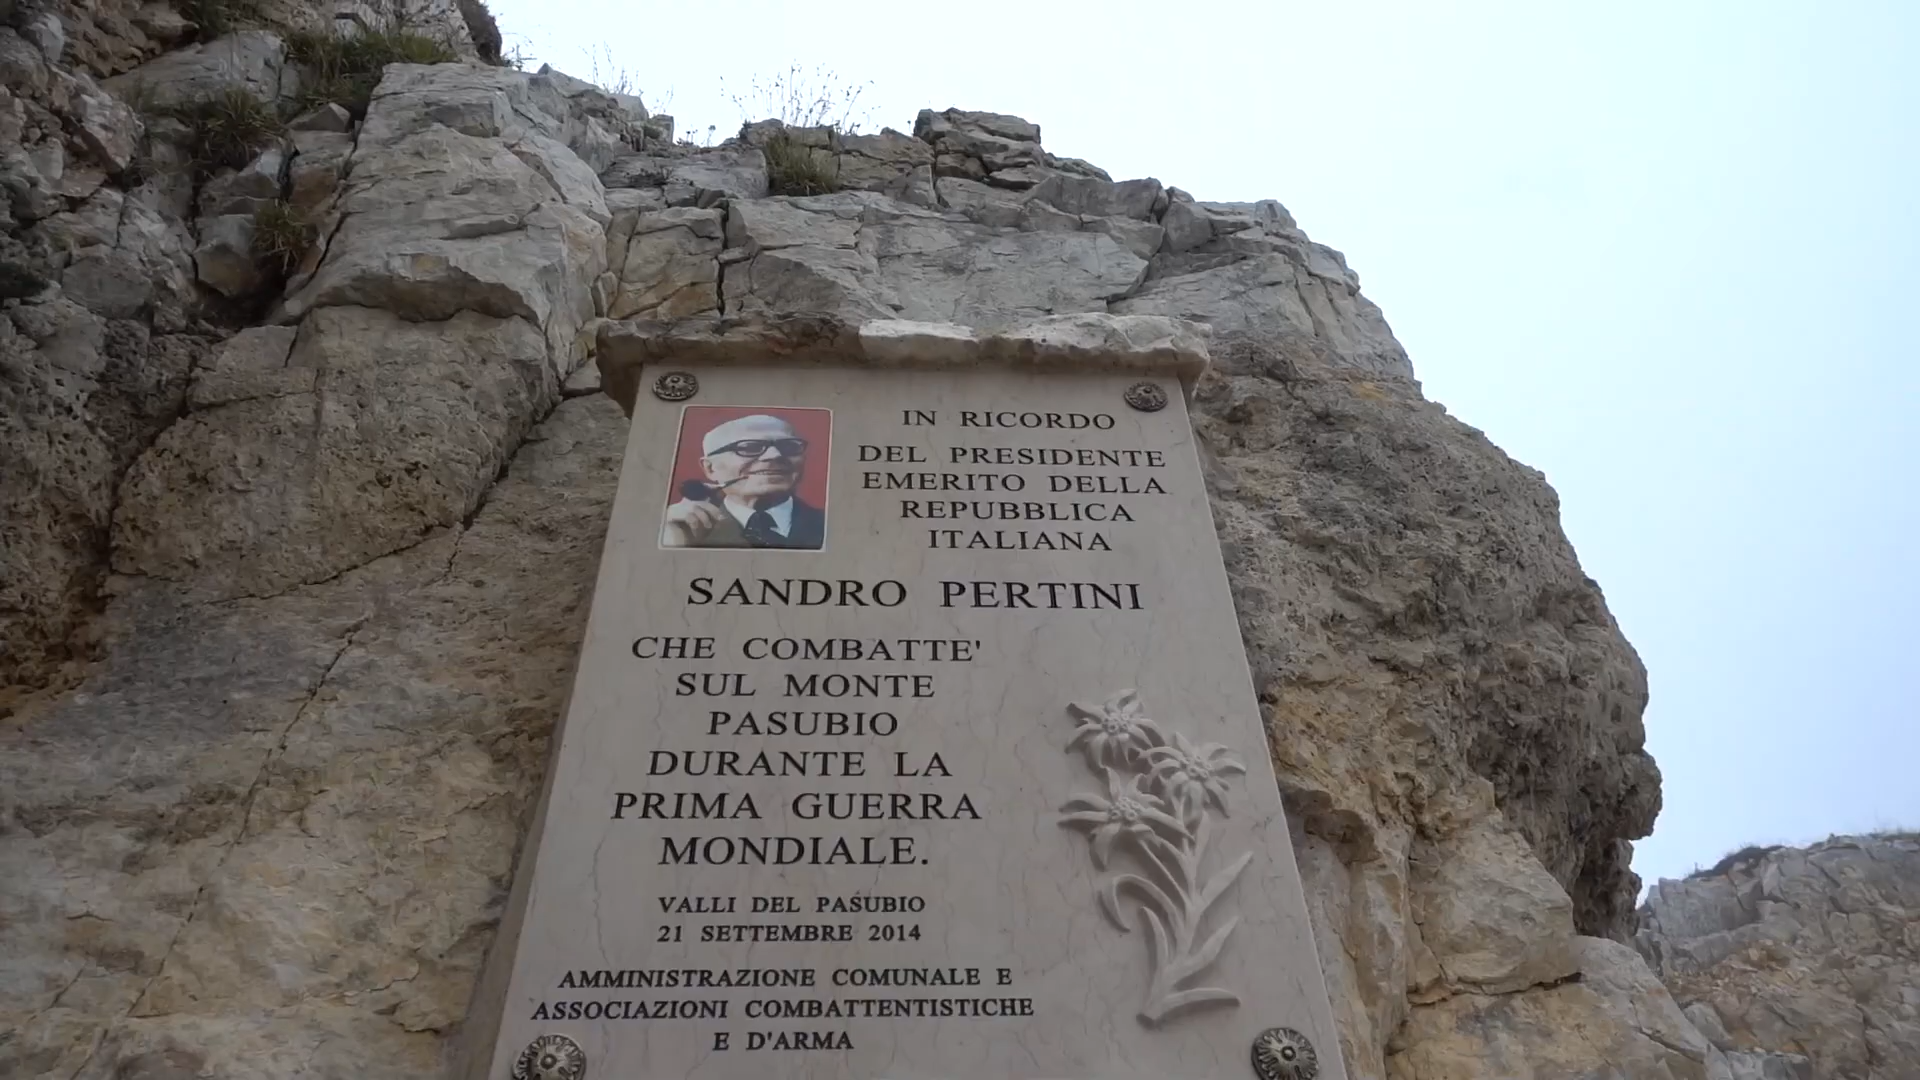 IN RICORDO
DEL PRESIDENTE
EMERITO DELLA
REPUBBLICA
ITALIANA
SANDRO PERTINI
CHE COMBATTE'
SUL MONTE
PASUBIO
DURANTE LA
PRIMA GUERRA
MONDIALE.
VALLI DEL PASUBIO
21 SETTEMBRE 2014
AMMINISTRAZIONE COMUNALE E
ASSOCIAZIONI COMBATTENTISTICHE
E D'ARMA